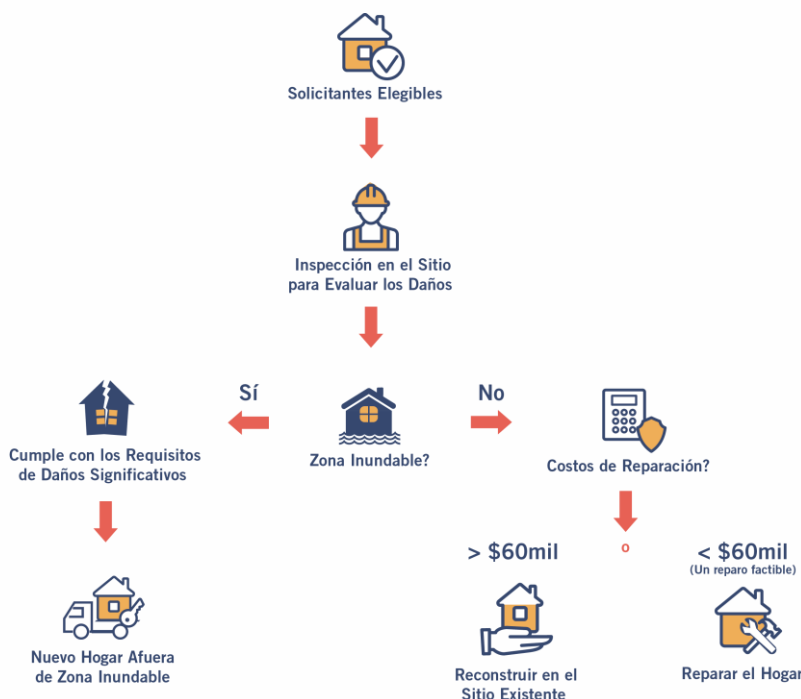 Solicitantes Elegibles
Inspección en el Sitio
para Evaluar los Daños
Sí
No
Cumple con los Requisitos
de Daños Significativos
Zona Inundable?
Costos de Reparación?
> $60mil
o
< $60mil
(Un reparo factible)
Nuevo Hogar Afuera
de Zona Inundable
Reconstruir en el
Sitio Existente
Reparar el Hogar